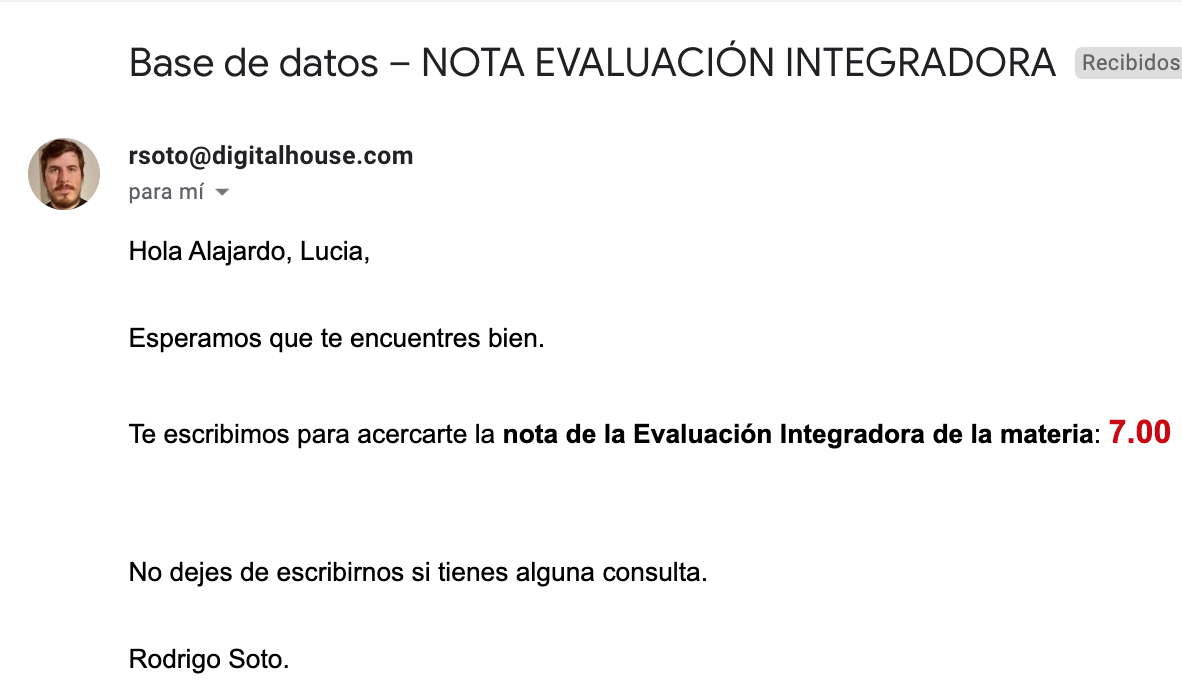 Base de datos – NOTA EVALUACIÓN INTEGRADORA Recibidos
rsoto@digitalhouse.com
para mí
Hola Alajardo, Lucia,
Esperamos que te encuentres bien.
Te escribimos para acercarte la nota de la Evaluación Integradora de la materia: 7.00
No dejes de escribirnos si tienes alguna consulta.
Rodrigo Soto.